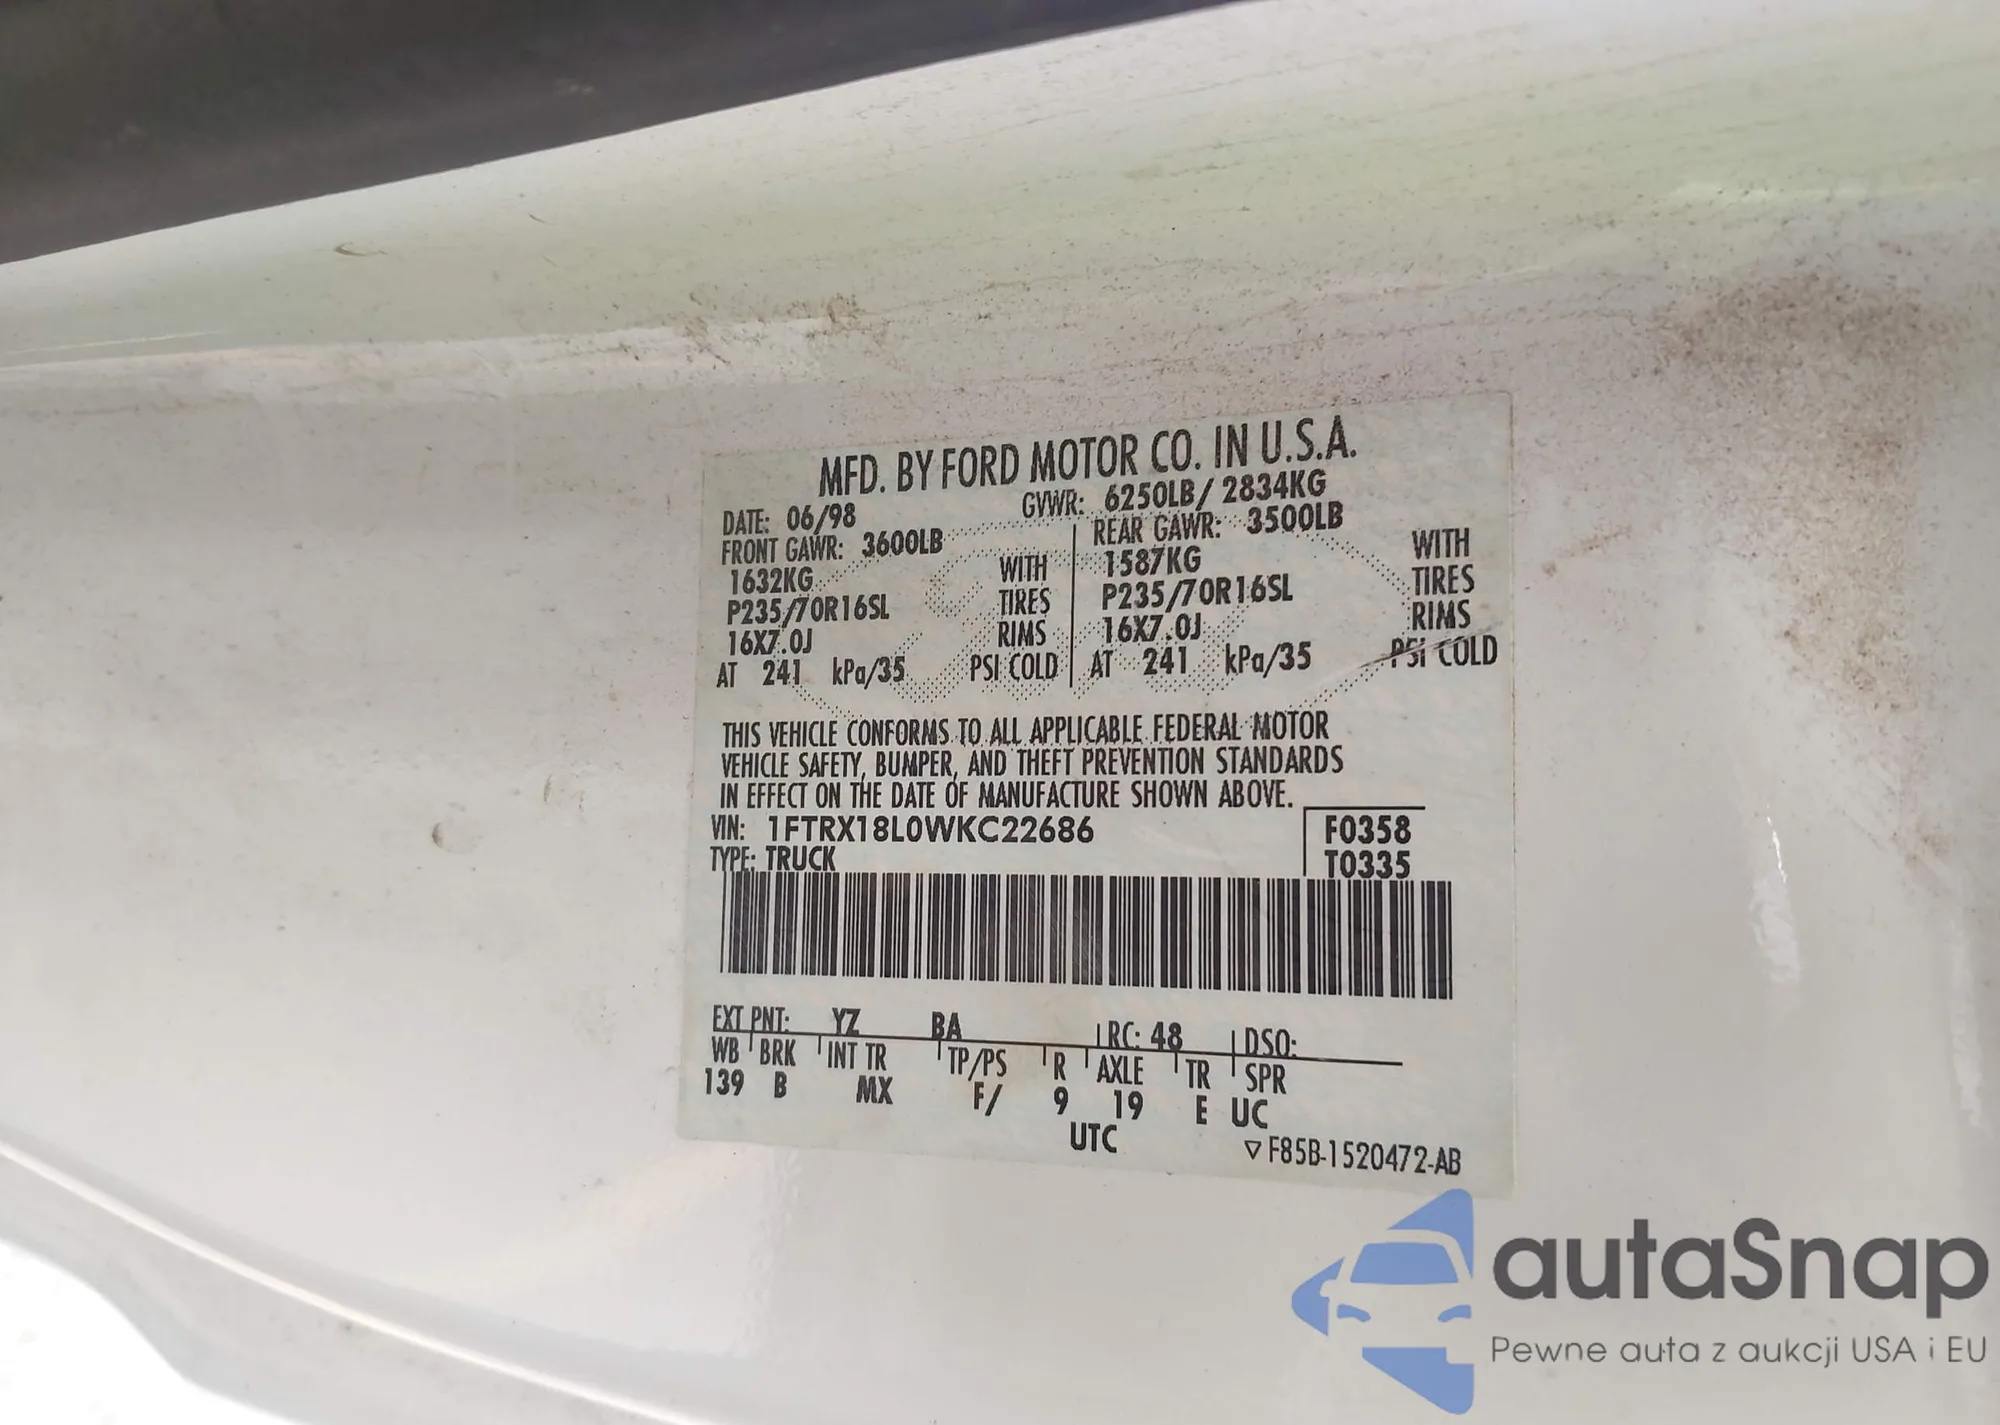 MFD. BY FORD MOTOR CO. IN U.S.A.
DATE: 06/98 GVWR: 6250LB/ 2834KG
FRONT GAWR: 3600LB REAR GAWR: 3500LB
1632KG WITH 1587KG WITH
P235/70R16SL TIRES P235/70R16SL TIRES
16X7.0J RIMS 16X7.0J RIMS
AT 241 kPa/35 PSI COLD AT 241 kPa/35 PSI COLD
THIS VEHICLE CONFORMS TO ALL APPLICABLE FEDERAL MOTOR
VEHICLE SAFETY, BUMPER, AND THEFT PREVENTION STANDARDS
IN EFFECT ON THE DATE OF MANUFACTURE SHOWN ABOVE.
VIN: 1FTRX18L0WKC22686 F0358
TYPE: TRUCK T0335
EXT PNT: YZ BA RC: 48 DSO:
WB BRK INT TR TP/PS R AXLE TR SPR
139 B MX F/ 9 19 E UC
UTC
▽F85B-1520472-AB
autaSnap
Pewne auta z aukcji USA i EU